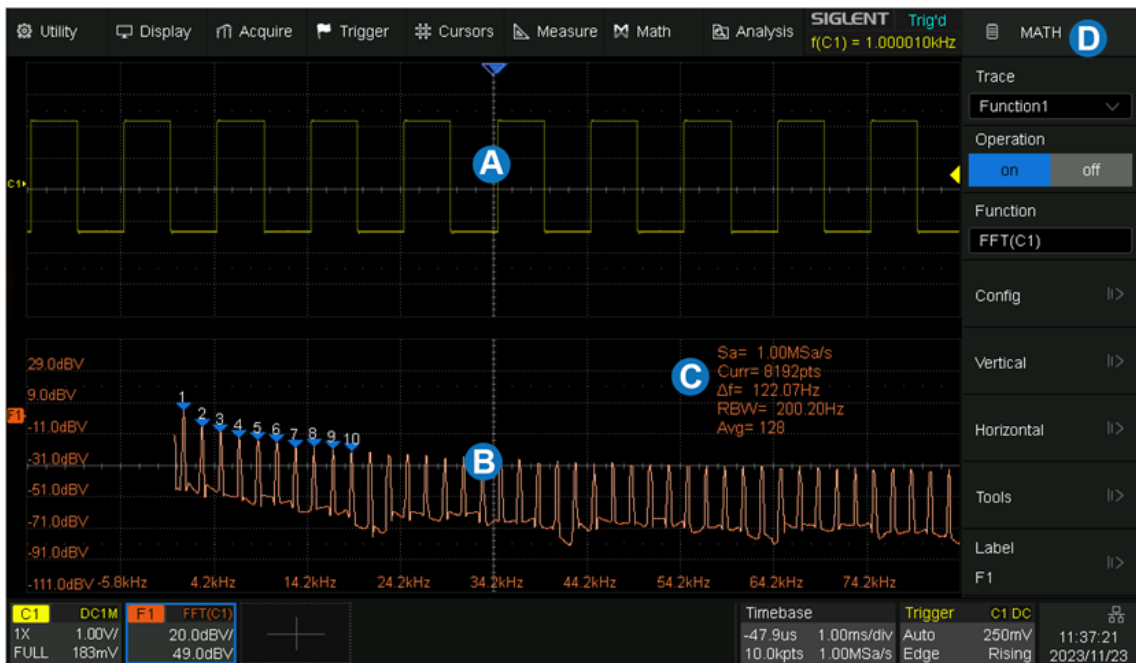 Utility Display Acquire Trigger Cursors Measure Math Analysis
SIGLENT Trig'd
f(C1) = 1.000010kHz
MATH D
Trace
Function1
Operation
on off
Function
FFT(C1)
Config
Vertical
Horizontal
Tools
Label
F1
A
C1
29.0dBV
9.0dBV
F1
-11.0dBV
-31.0dBV
-51.0dBV
-71.0dBV
-91.0dBV
-111.0dBV -5.8kHz 4.2kHz 14.2kHz 24.2kHz 34.2kHz 44.2kHz 54.2kHz 64.2kHz 74.2kHz
1 2 3 4 5 6 7 8 9 10
B
C
Sa= 1.00MSa/s
Curr= 8192pts
Δf= 122.07Hz
RBW= 200.20Hz
Avg= 128
C1 DC1M
1X 1.00V/
FULL 183mV
F1 FFT(C1)
20.0dBV/
49.0dBV
Timebase
-47.9us 1.00ms/div
10.0kpts 1.00MSa/s
Trigger C1 DC
Auto 250mV
Edge Rising
11:37:21
2023/11/23